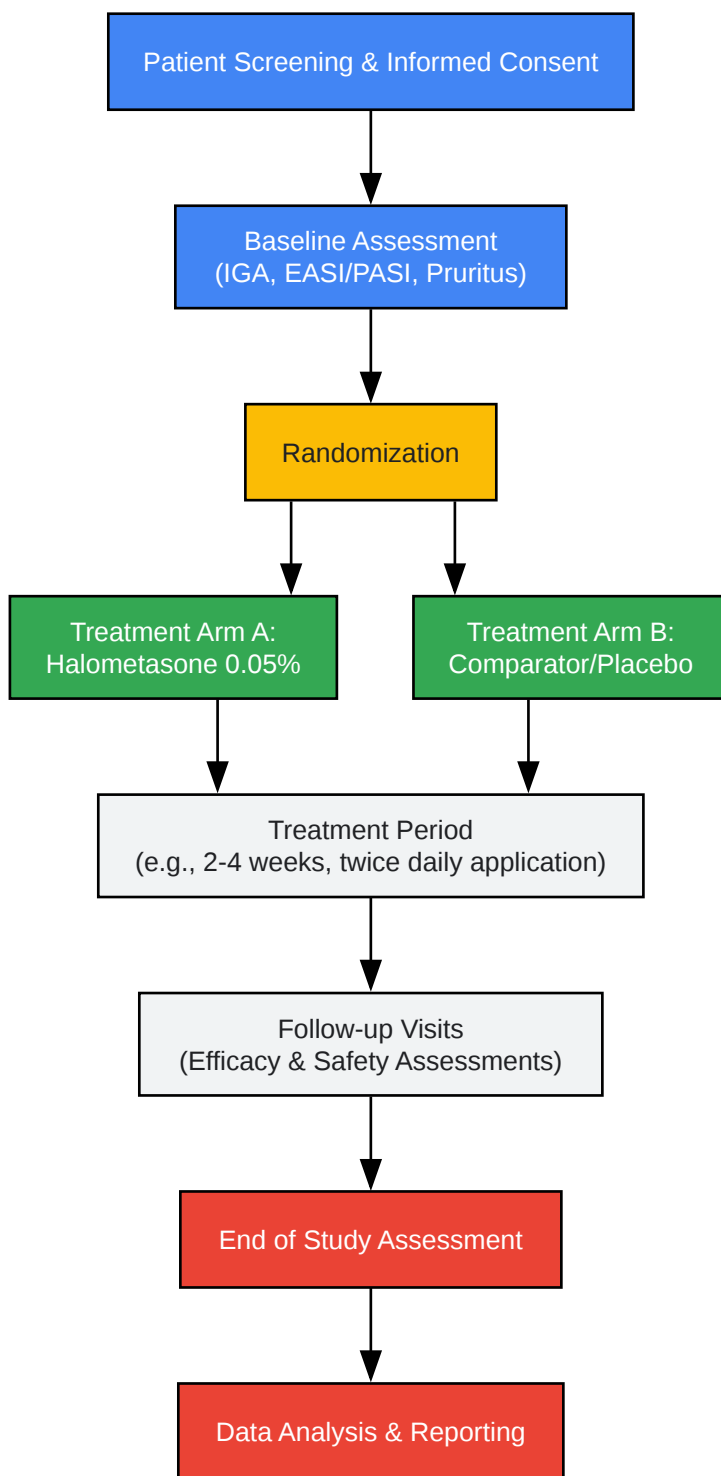 Patient Screening & Informed Consent
Baseline Assessment
(IGA, EASI/PASI, Pruritus)
Randomization
Treatment Arm A:
Halometasone 0.05%
Treatment Arm B:
Comparator/Placebo
Treatment Period
(e.g., 2-4 weeks, twice daily application)
Follow-up Visits
(Efficacy & Safety Assessments)
End of Study Assessment
Data Analysis & Reporting